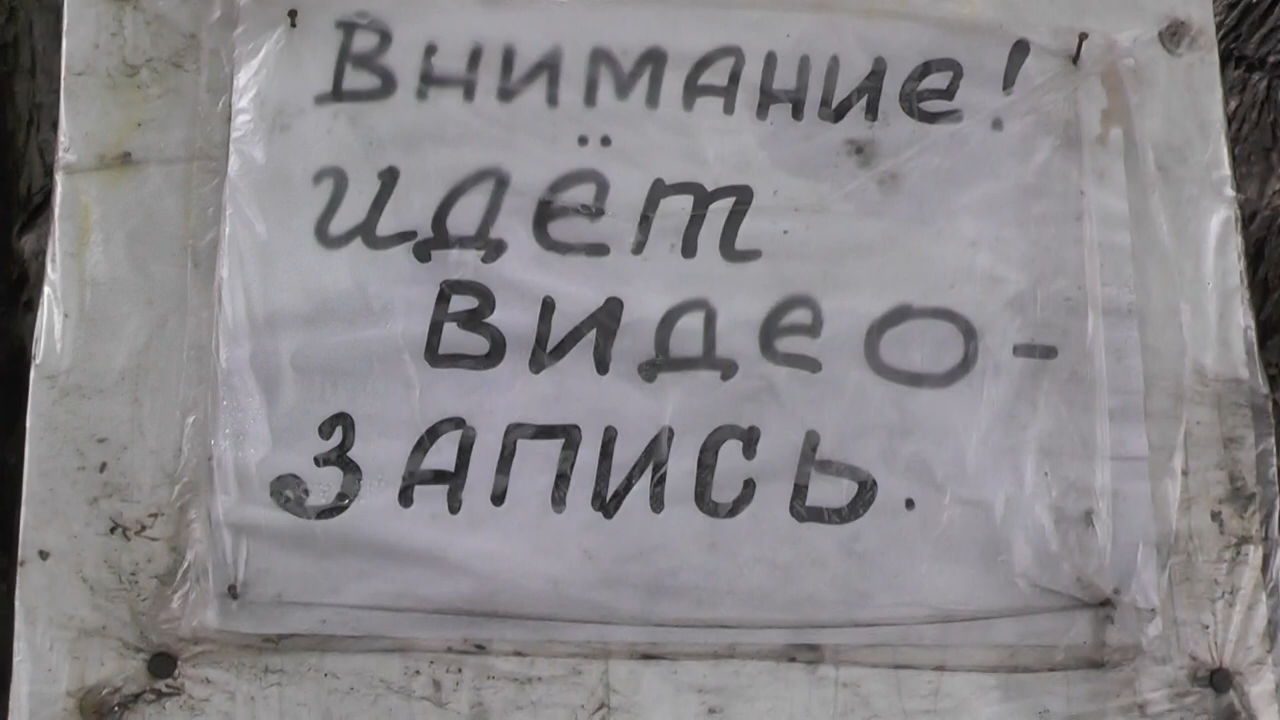 Внимание!
идёт
видео-
запись.